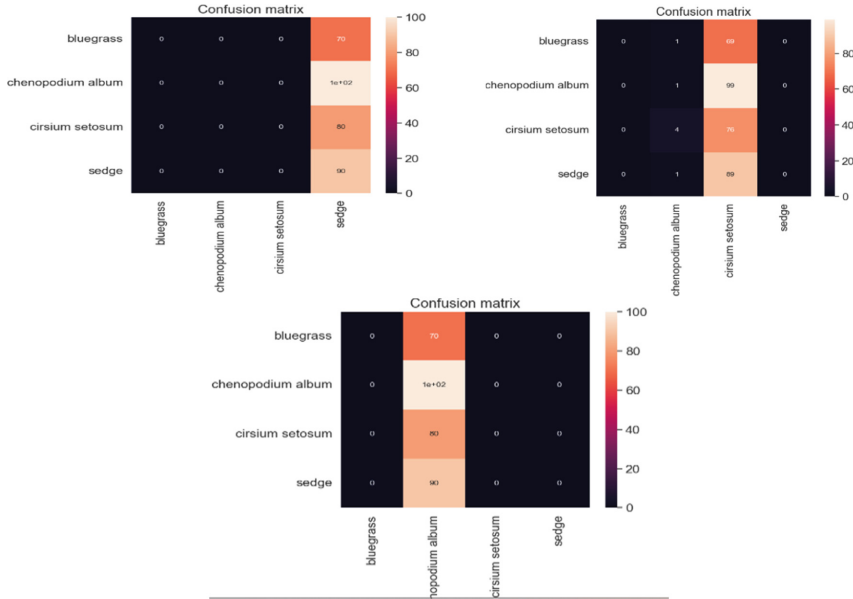 Confusion matrix
bluegrass 0 0 0 70
chenopodium album 0 0 0 1e+02
cirsium setosum 0 0 0 80
sedge 0 0 0 90
bluegrass
chenopodium album
cirsium setosum
sedge
100
80
60
40
20
0
Confusion matrix
bluegrass 0 1 69 0
chenopodium album 0 1 99 0
cirsium setosum 0 4 76 0
sedge 0 1 89 0
bluegrass
chenopodium album
cirsium setosum
sedge
80
60
40
20
0
Confusion matrix
bluegrass 0 70 0 0
chenopodium album 0 1e+02 0 0
cirsium setosum 0 80 0 0
sedge 0 90 0 0
bluegrass
nopodium album
cirsium setosum
sedge
100
80
60
40
20
0